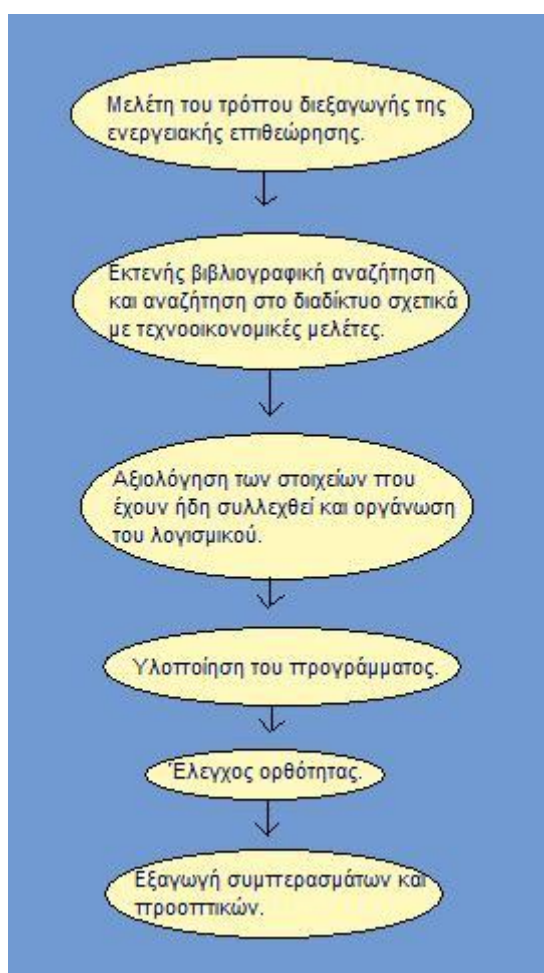 Μελέτη του τρόπου διεξαγωγής της
ενεργειακής επιθεώρησης.
Εκτενής βιβλιογραφική αναζήτηση
και αναζήτηση στο διαδίκτυο σχετικά
με τεχνοοικονομικές μελέτες.
Αξιολόγηση των στοιχείων που
έχουν ήδη συλλεχθεί και οργάνωση
του λογισμικού.
Υλοποίηση του προγράμματος.
Έλεγχος ορθότητας.
Εξαγωγή συμπερασμάτων και
προοπτικών.